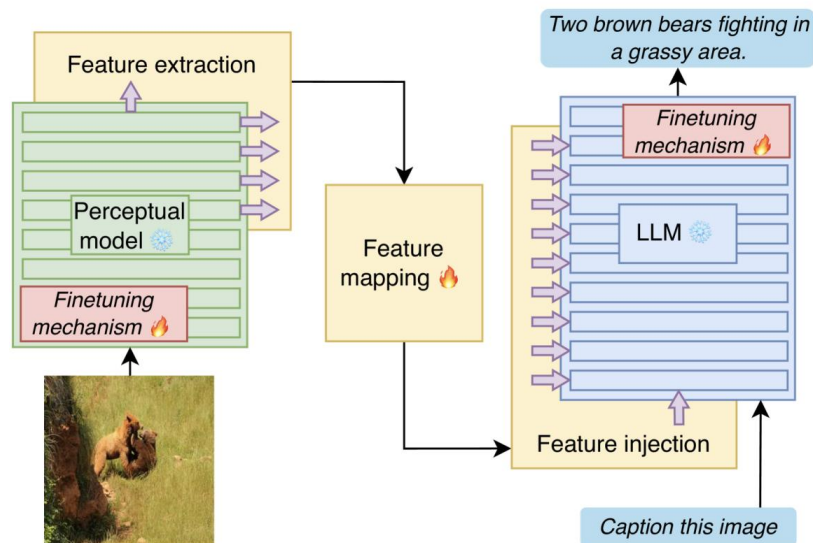 Feature extraction
Perceptual
model
Finetuning
mechanism
Feature
mapping
Two brown bears fighting in
a grassy area.
Finetuning
mechanism
LLM
Feature injection
Caption this image